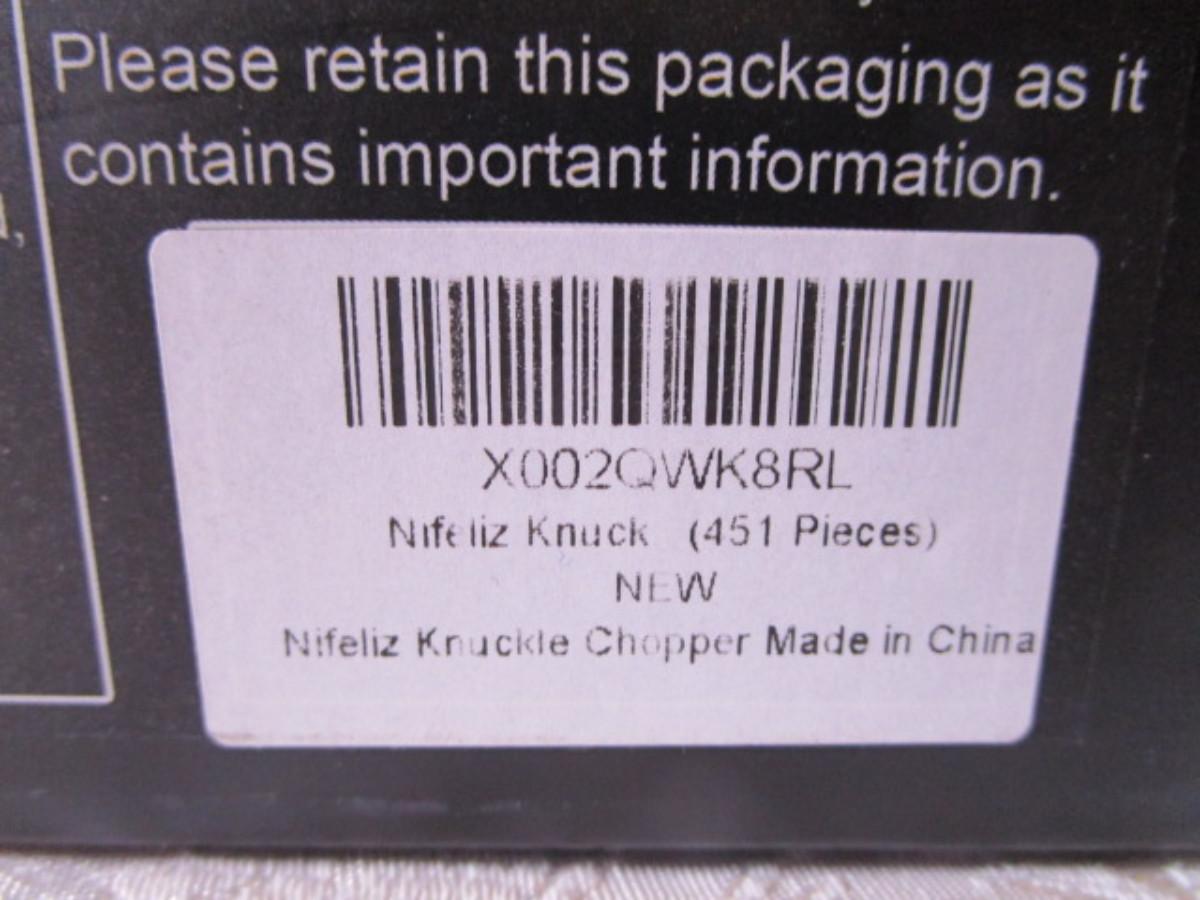 Please retain this packaging as it
contains important information.
X002QWK8RL
Nifeliz Knuck (451 Pieces)
NEW
Nifeliz Knuckle Chopper Made in China